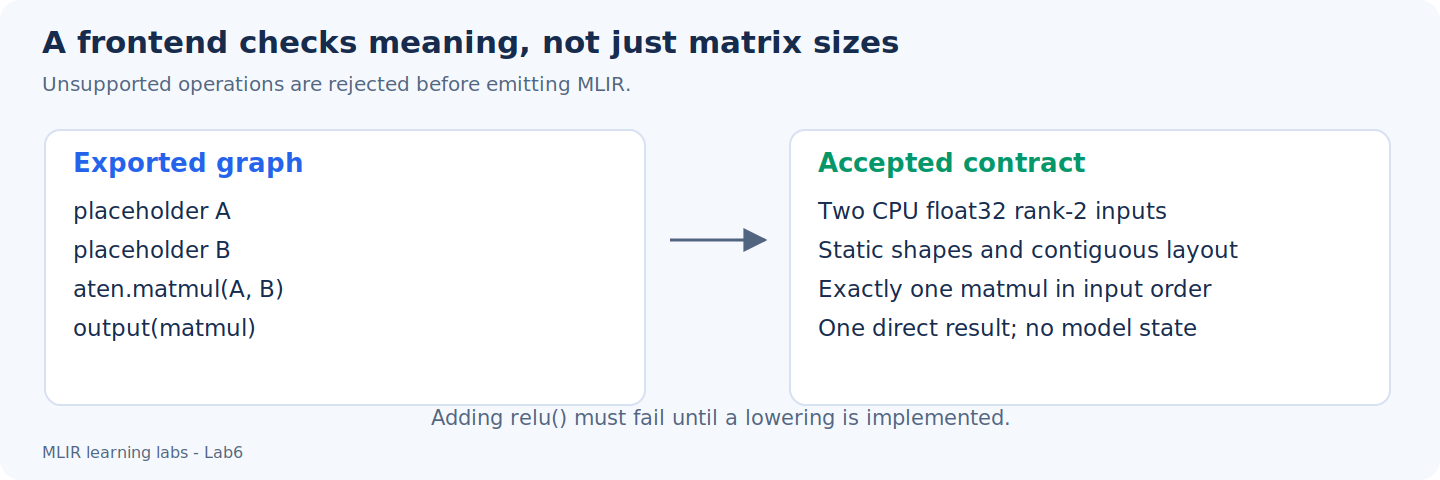 A frontend checks meaning, not just matrix sizes
Unsupported operations are rejected before emitting MLIR.
Exported graph
placeholder A
placeholder B
aten.matmul(A, B)
output(matmul)
Accepted contract
Two CPU float32 rank-2 inputs
Static shapes and contiguous layout
Exactly one matmul in input order
One direct result; no model state
Adding relu() must fail until a lowering is implemented.
MLIR learning labs - Lab6